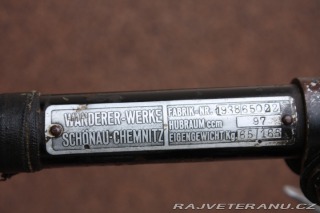 WANDERER-WERKE
SCHÖNAU-CHEMNITZ
FABRIK-NR.
HUBRAUM ccm 97
EIGENGEWICHT/Kg.
RAJVETERANU.CZ